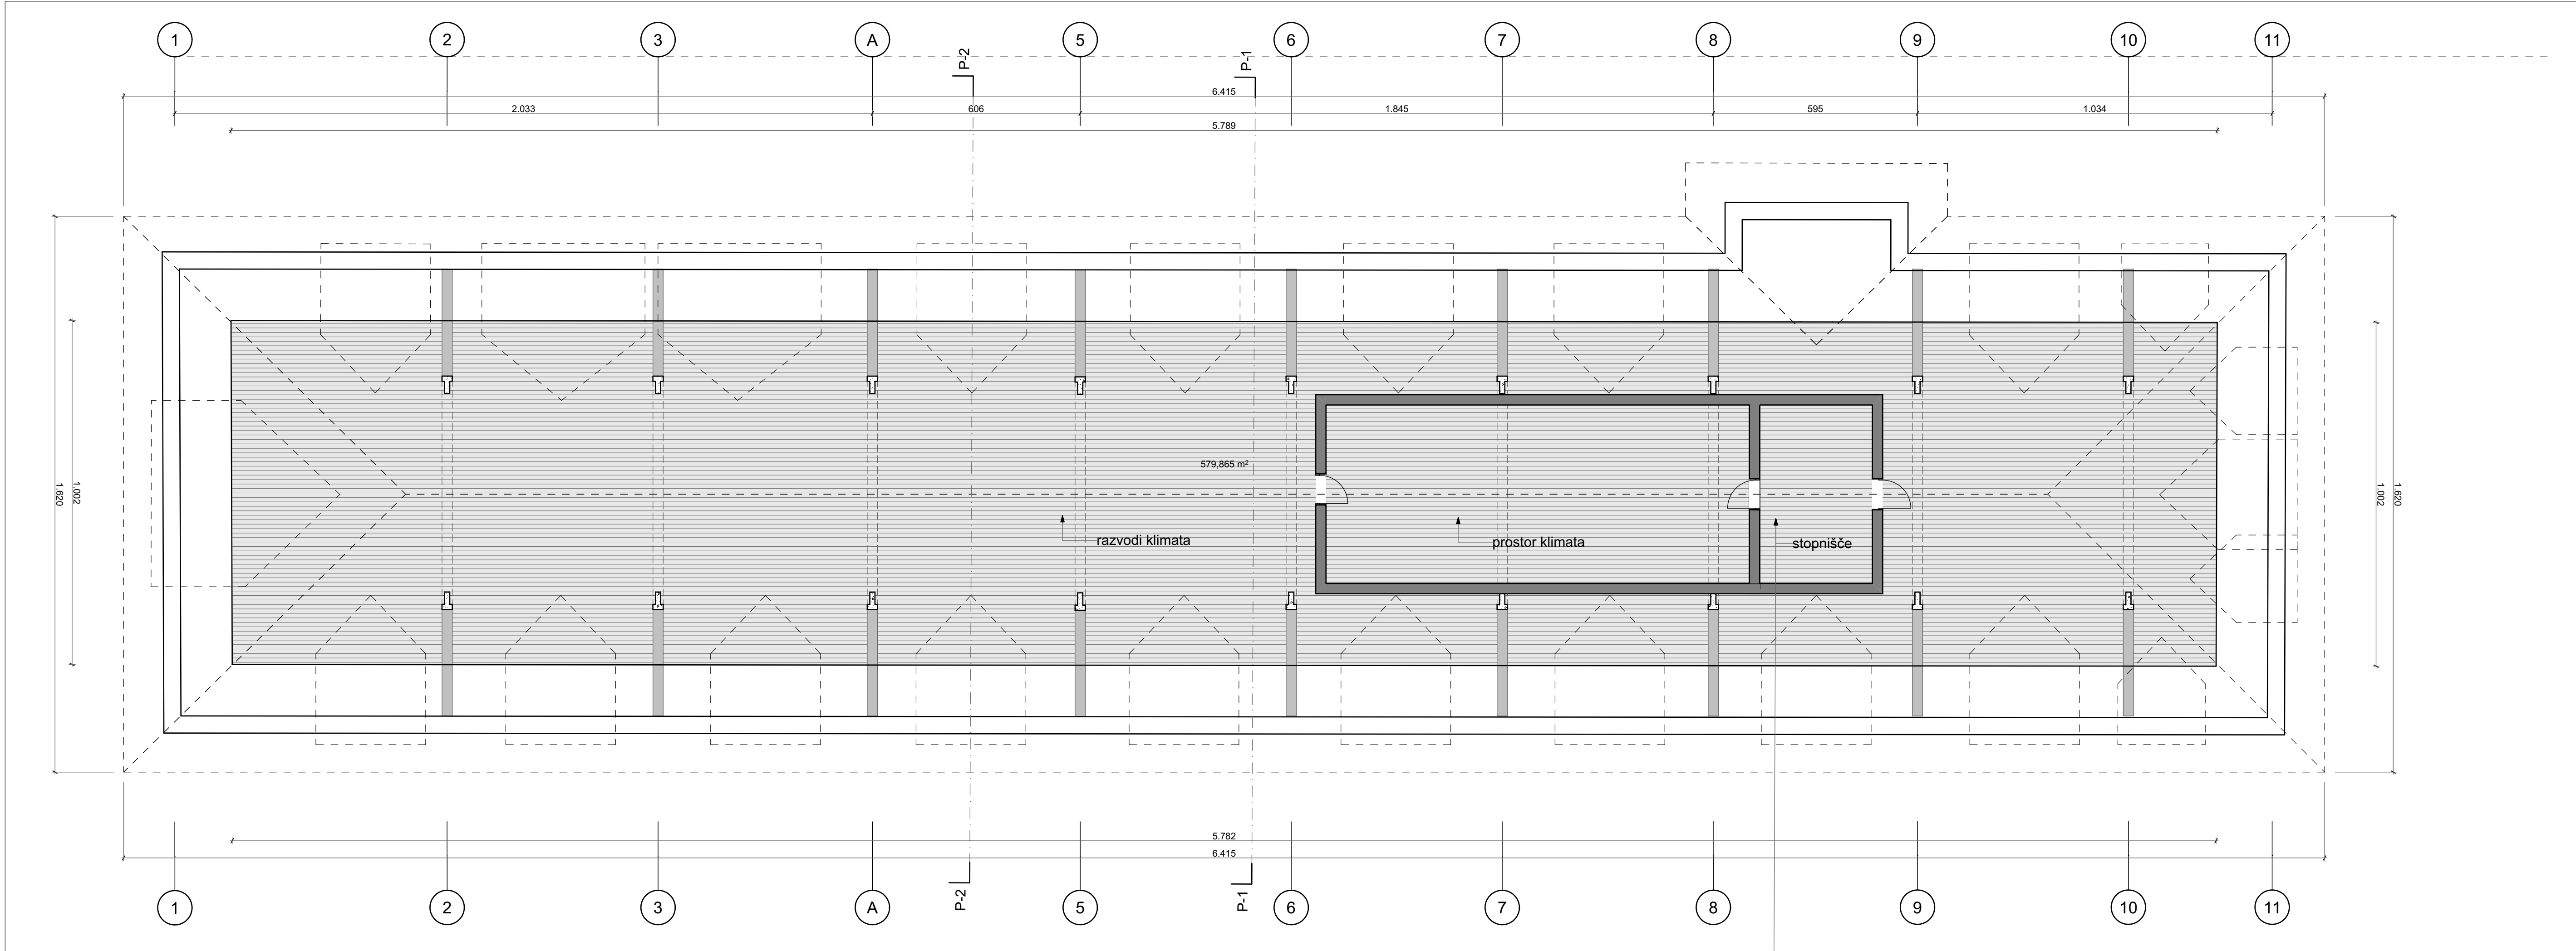 1 2 3 A 5 6 7 8 9 10 11
P-2 P-1
6.415
2.033 606 1.845 595 1.034
5.789
579,865 m²
1.620 1.002 1.002 1.620
razvodi klimata prostor klimata stopnišče
5.782
6.415
P-2 P-1
1 2 3 A 5 6 7 8 9 10 11